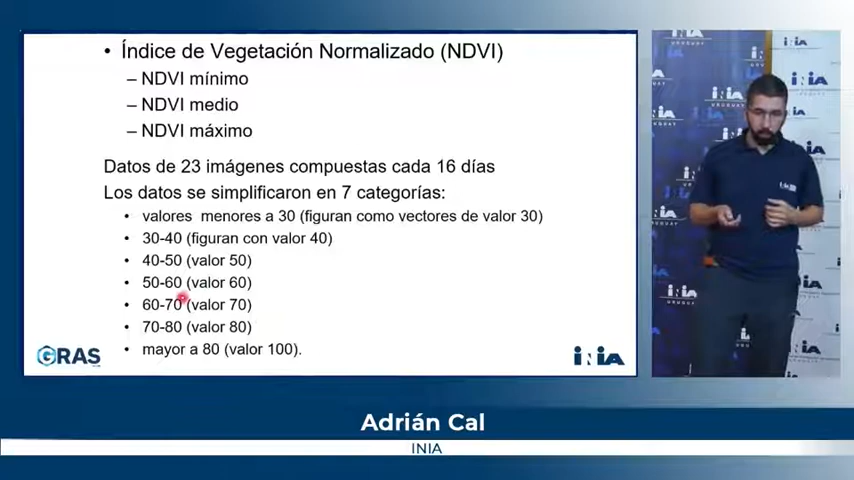 • Índice de Vegetación Normalizado (NDVI)
– NDVI mínimo
– NDVI medio
– NDVI máximo
Datos de 23 imágenes compuestas cada 16 días
Los datos se simplificaron en 7 categorías:
• valores menores a 30 (figuran como vectores de valor 30)
• 30-40 (figuran con valor 40)
• 40-50 (valor 50)
• 50-60 (valor 60)
• 60-70 (valor 70)
• 70-80 (valor 80)
• mayor a 80 (valor 100).
GRAS
INIA
INIA
URUGUAY
Adrián Cal
INIA